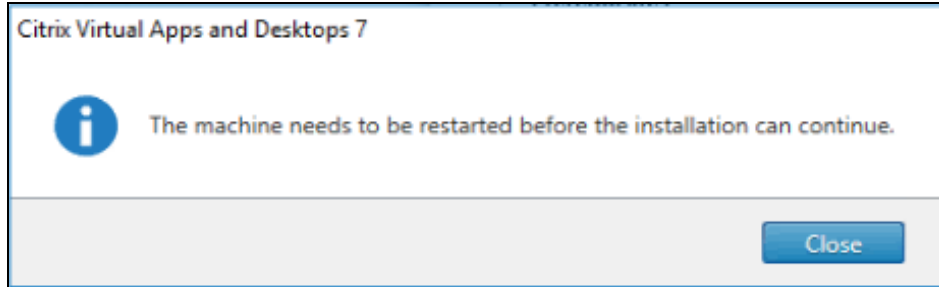 Citrix Virtual Apps and Desktops 7
The machine needs to be restarted before the installation can continue.
Close